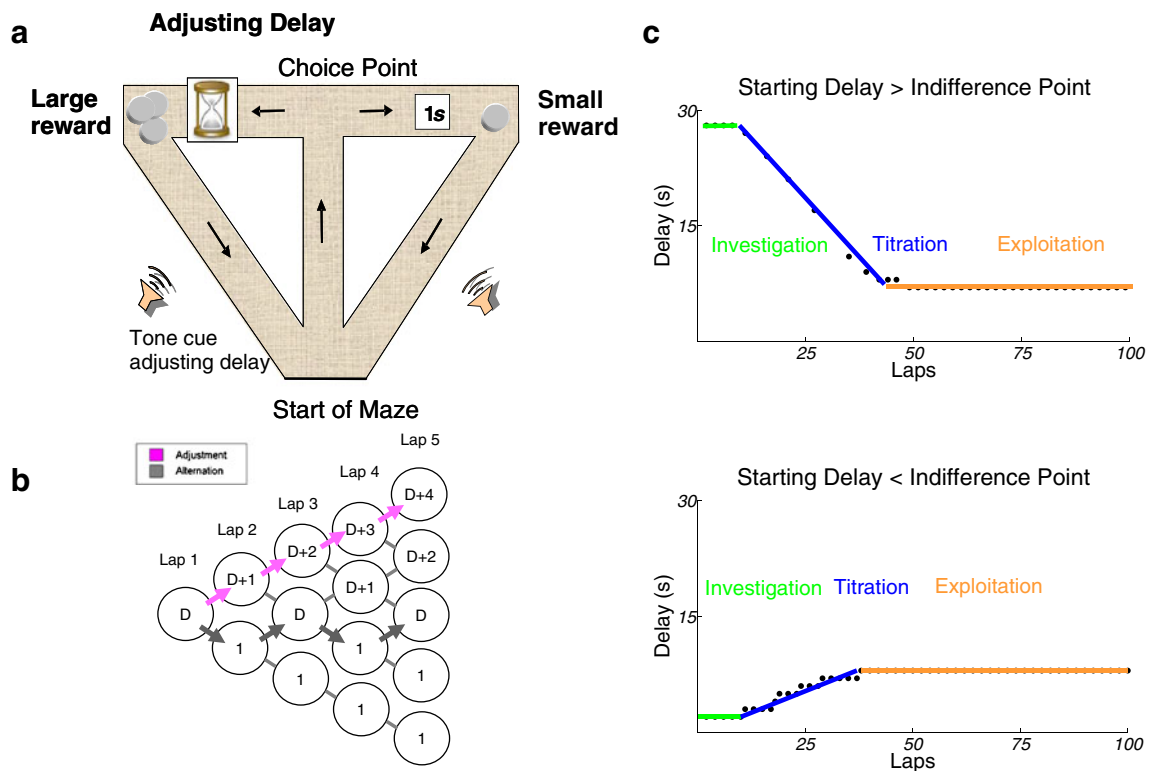 a
Adjusting Delay
Choice Point
Large
reward
1s
Small
reward
Tone cue
adjusting delay
Start of Maze
b
Adjustment
Alternation
Lap 1
Lap 2
Lap 3
Lap 4
Lap 5
D
D+1
1
D+2
D
1
D+3
D+1
1
1
D+4
D+2
D
1
1
c
Starting Delay > Indifference Point
30
15
Delay (s)
Investigation
Titration
Exploitation
25
50
75
100
Laps
Starting Delay < Indifference Point
30
15
Delay (s)
Investigation
Titration
Exploitation
25
50
75
100
Laps